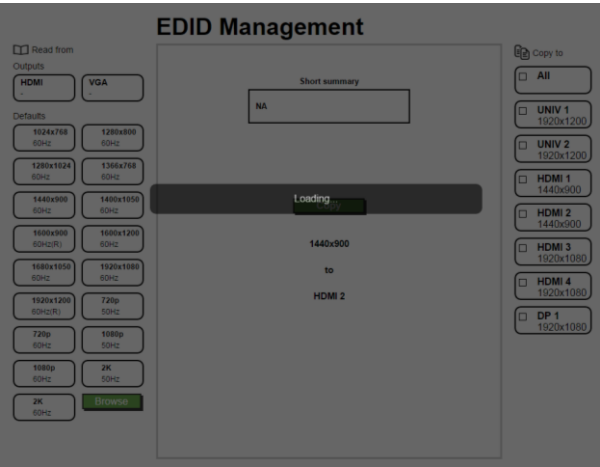 EDID Management
Read from
Outputs
HDMI
-
VGA
-
Defaults
1024x768
60Hz
1280x800
60Hz
1280x1024
60Hz
1366x768
60Hz
1440x900
60Hz
1400x1050
60Hz
1600x900
60Hz(R)
1600x1200
60Hz
1680x1050
60Hz
1920x1080
60Hz
1920x1200
60Hz(R)
720p
50Hz
720p
60Hz
1080p
50Hz
1080p
60Hz
2K
50Hz
2K
60Hz
Browse
Short summary
NA
Loading...
Copy
1440x900
to
HDMI 2
Copy to
All
UNIV 1
1920x1200
UNIV 2
1920x1200
HDMI 1
1440x900
HDMI 2
1440x900
HDMI 3
1920x1080
HDMI 4
1920x1080
DP 1
1920x1080